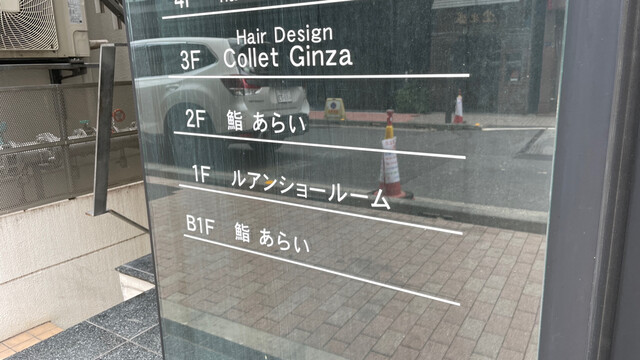 4F
Hair Design
3F Collet Ginza
2F 鮨 あらい
1F ルアンショールーム
B1F 鮨 あらい